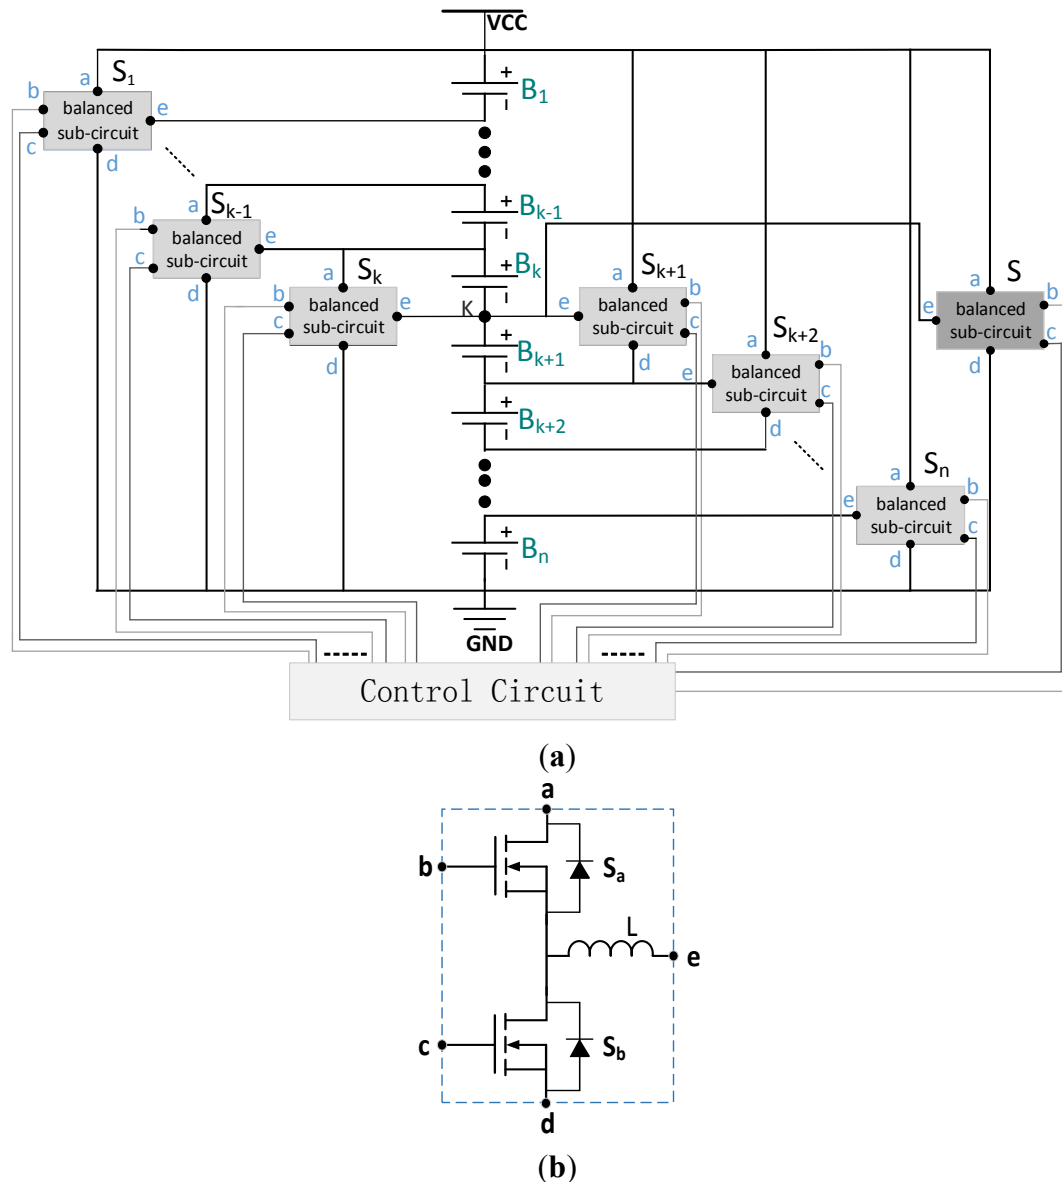 VCC
S1
a
b
balanced
sub-circuit
e
c
d
+
B1
-
Sk-1
a
b
balanced
sub-circuit
e
c
d
+
Bk-1
-
Sk
a
b
balanced
sub-circuit
e
c
d
+
Bk
-
K
Sk+1
a
b
e
balanced
sub-circuit
c
d
+
Bk+1
-
Sk+2
a
b
e
balanced
sub-circuit
c
d
+
Bk+2
-
S
a
b
e
balanced
sub-circuit
c
d
Sn
a
b
e
balanced
sub-circuit
c
d
+
Bn
-
GND
Control Circuit
(a)
a
b
Sa
L
e
c
Sb
d
(b)